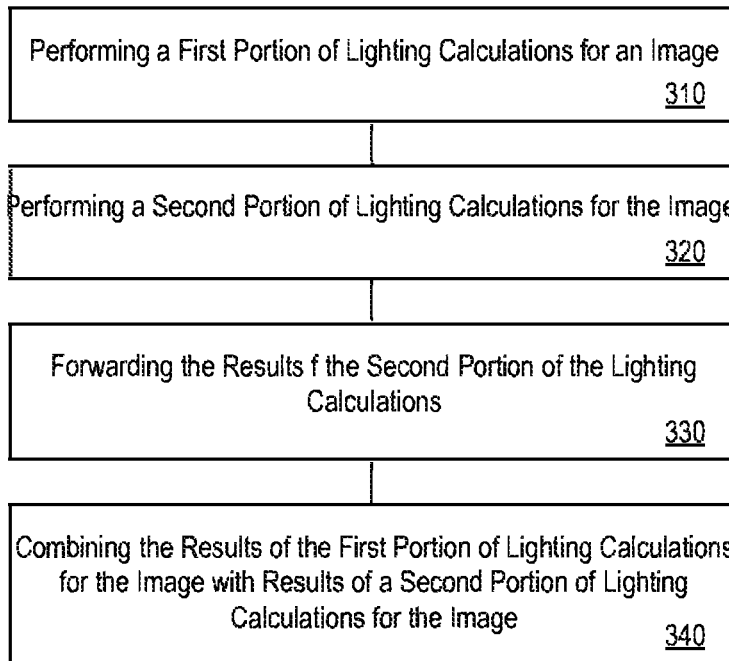 Performing a First Portion of Lighting Calculations for an Image
310
Performing a Second Portion of Lighting Calculations for the Image
320
Forwarding the Results f the Second Portion of the Lighting
Calculations
330
Combining the Results of the First Portion of Lighting Calculations
for the Image with Results of a Second Portion of Lighting
Calculations for the Image
340